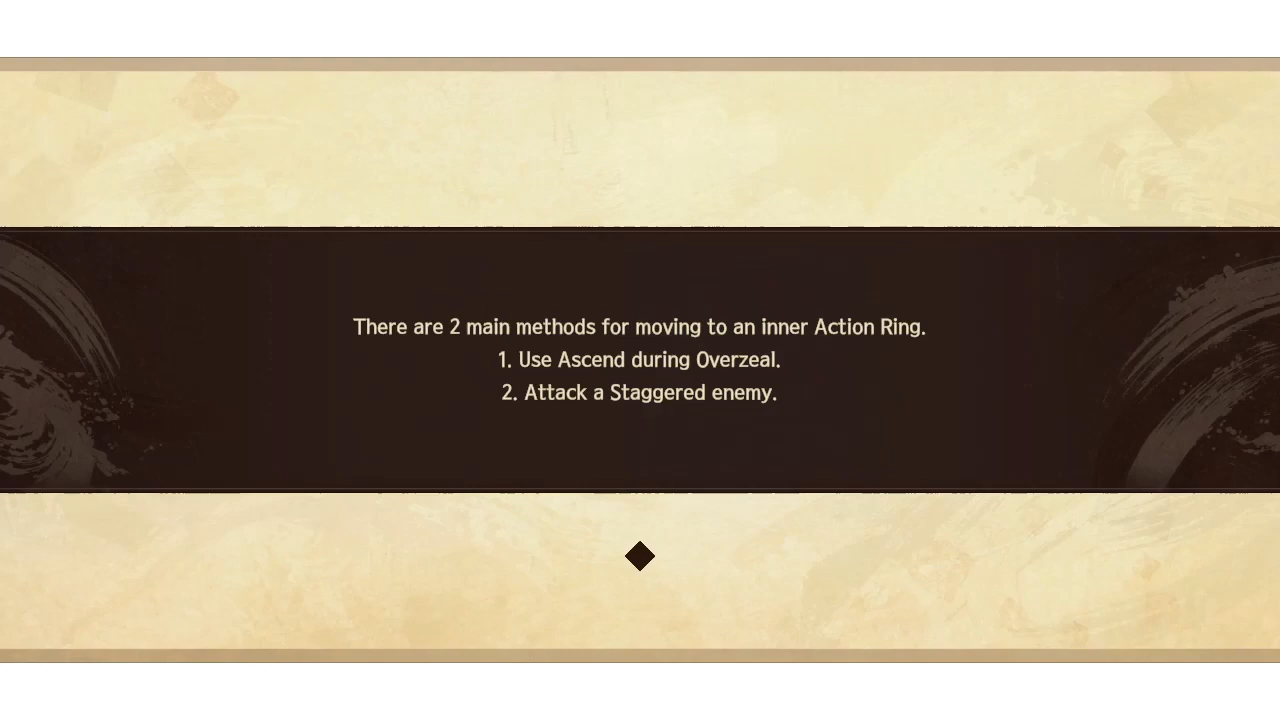 There are 2 main methods for moving to an inner Action Ring.
1. Use Ascend during Overzeal.
2. Attack a Staggered enemy.